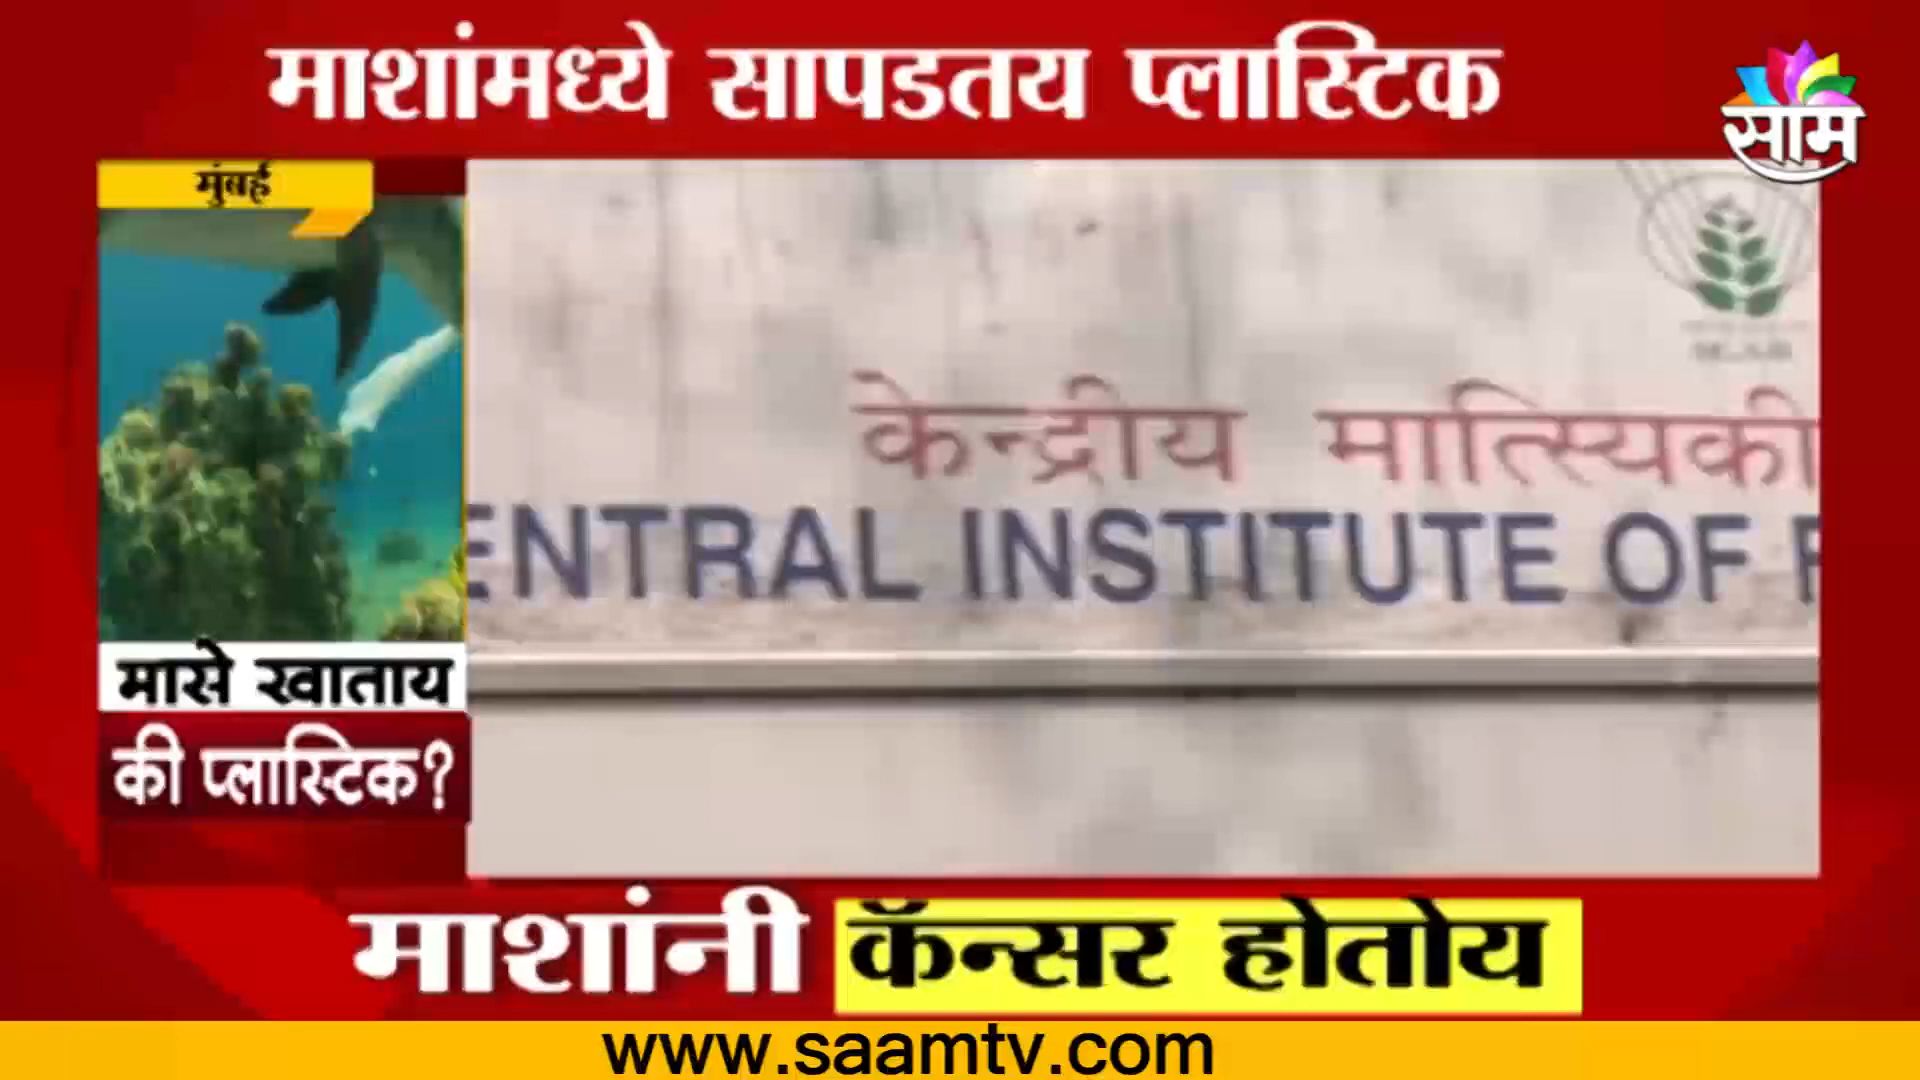 माशांमध्ये सापडतय प्लास्टिक
साम
मुंबई
केन्द्रीय मात्स्यिकी
ENTRAL INSTITUTE OF F
मासे खाताय
की प्लास्टिक?
माशांनी कॅन्सर होतोय
www.saamtv.com